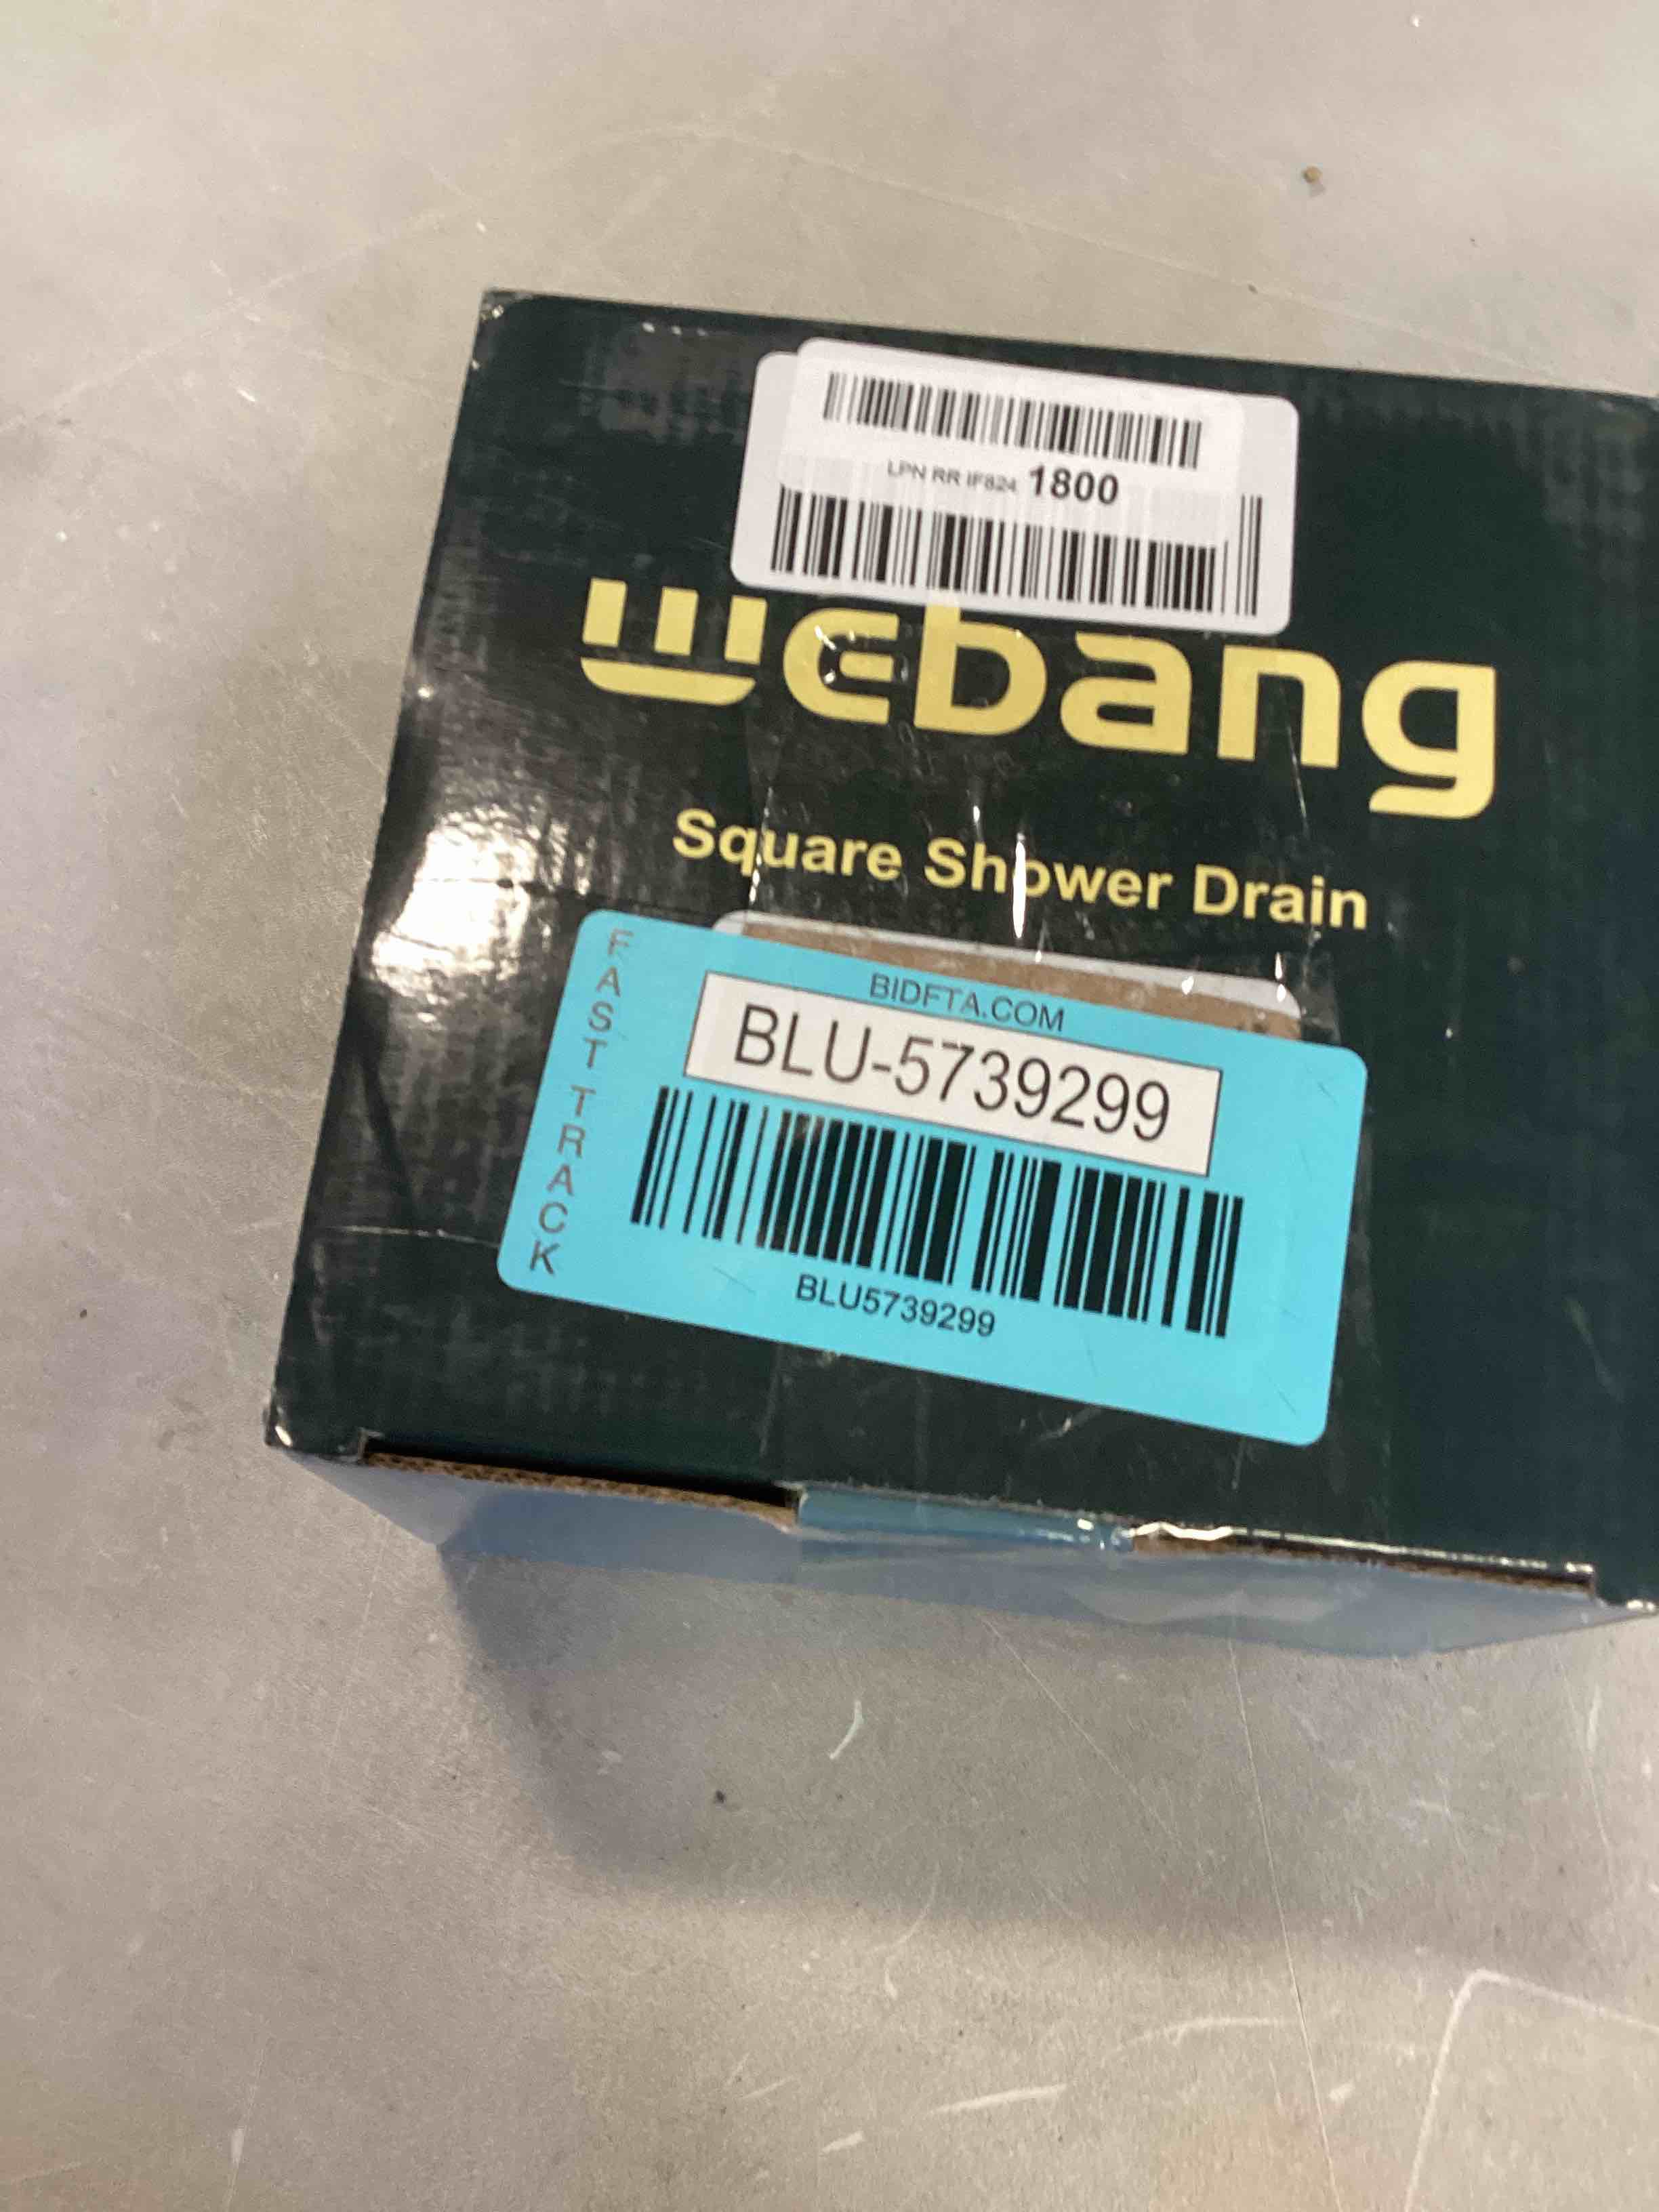 LPN RR IF824 1800
webang
Square Shower Drain
FAST TRACK
BIDFTA.COM
BLU-5739299
BLU5739299